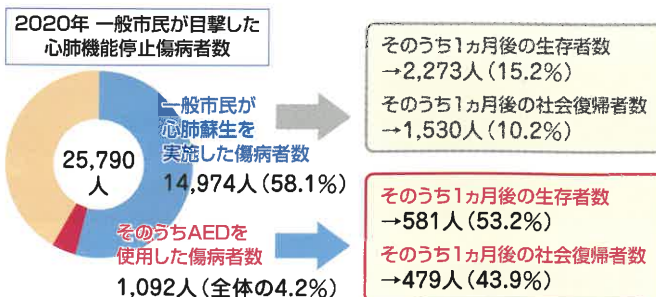 2020年 一般市民が目撃した
心肺機能停止傷病者数
25,790
人
一般市民が
心肺蘇生を
実施した傷病者数
14,974人(58.1%)
そのうち1ヵ月後の生存者数
→2,273人(15.2%)
そのうち1ヵ月後の社会復帰者数
→1,530人(10.2%)
そのうちAEDを
使用した傷病者数
1,092人(全体の4.2%)
そのうち1ヵ月後の生存者数
→581人(53.2%)
そのうち1ヵ月後の社会復帰者数
→479人(43.9%)